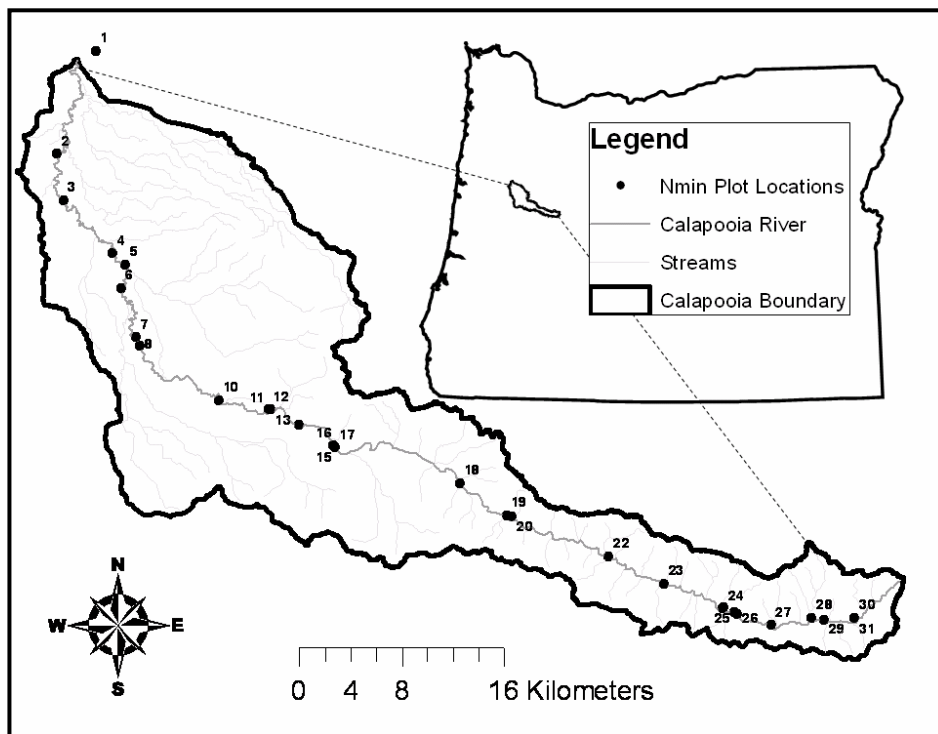 1
2
3
4
5
6
7
8
10
11 12
13
16 17
15
18
19
20
22
23
24
25 26
27
28
29
30
31
Legend
Nmin Plot Locations
Calapooia River
Streams
Calapooia Boundary
N
W E
S
0 4 8 16 Kilometers